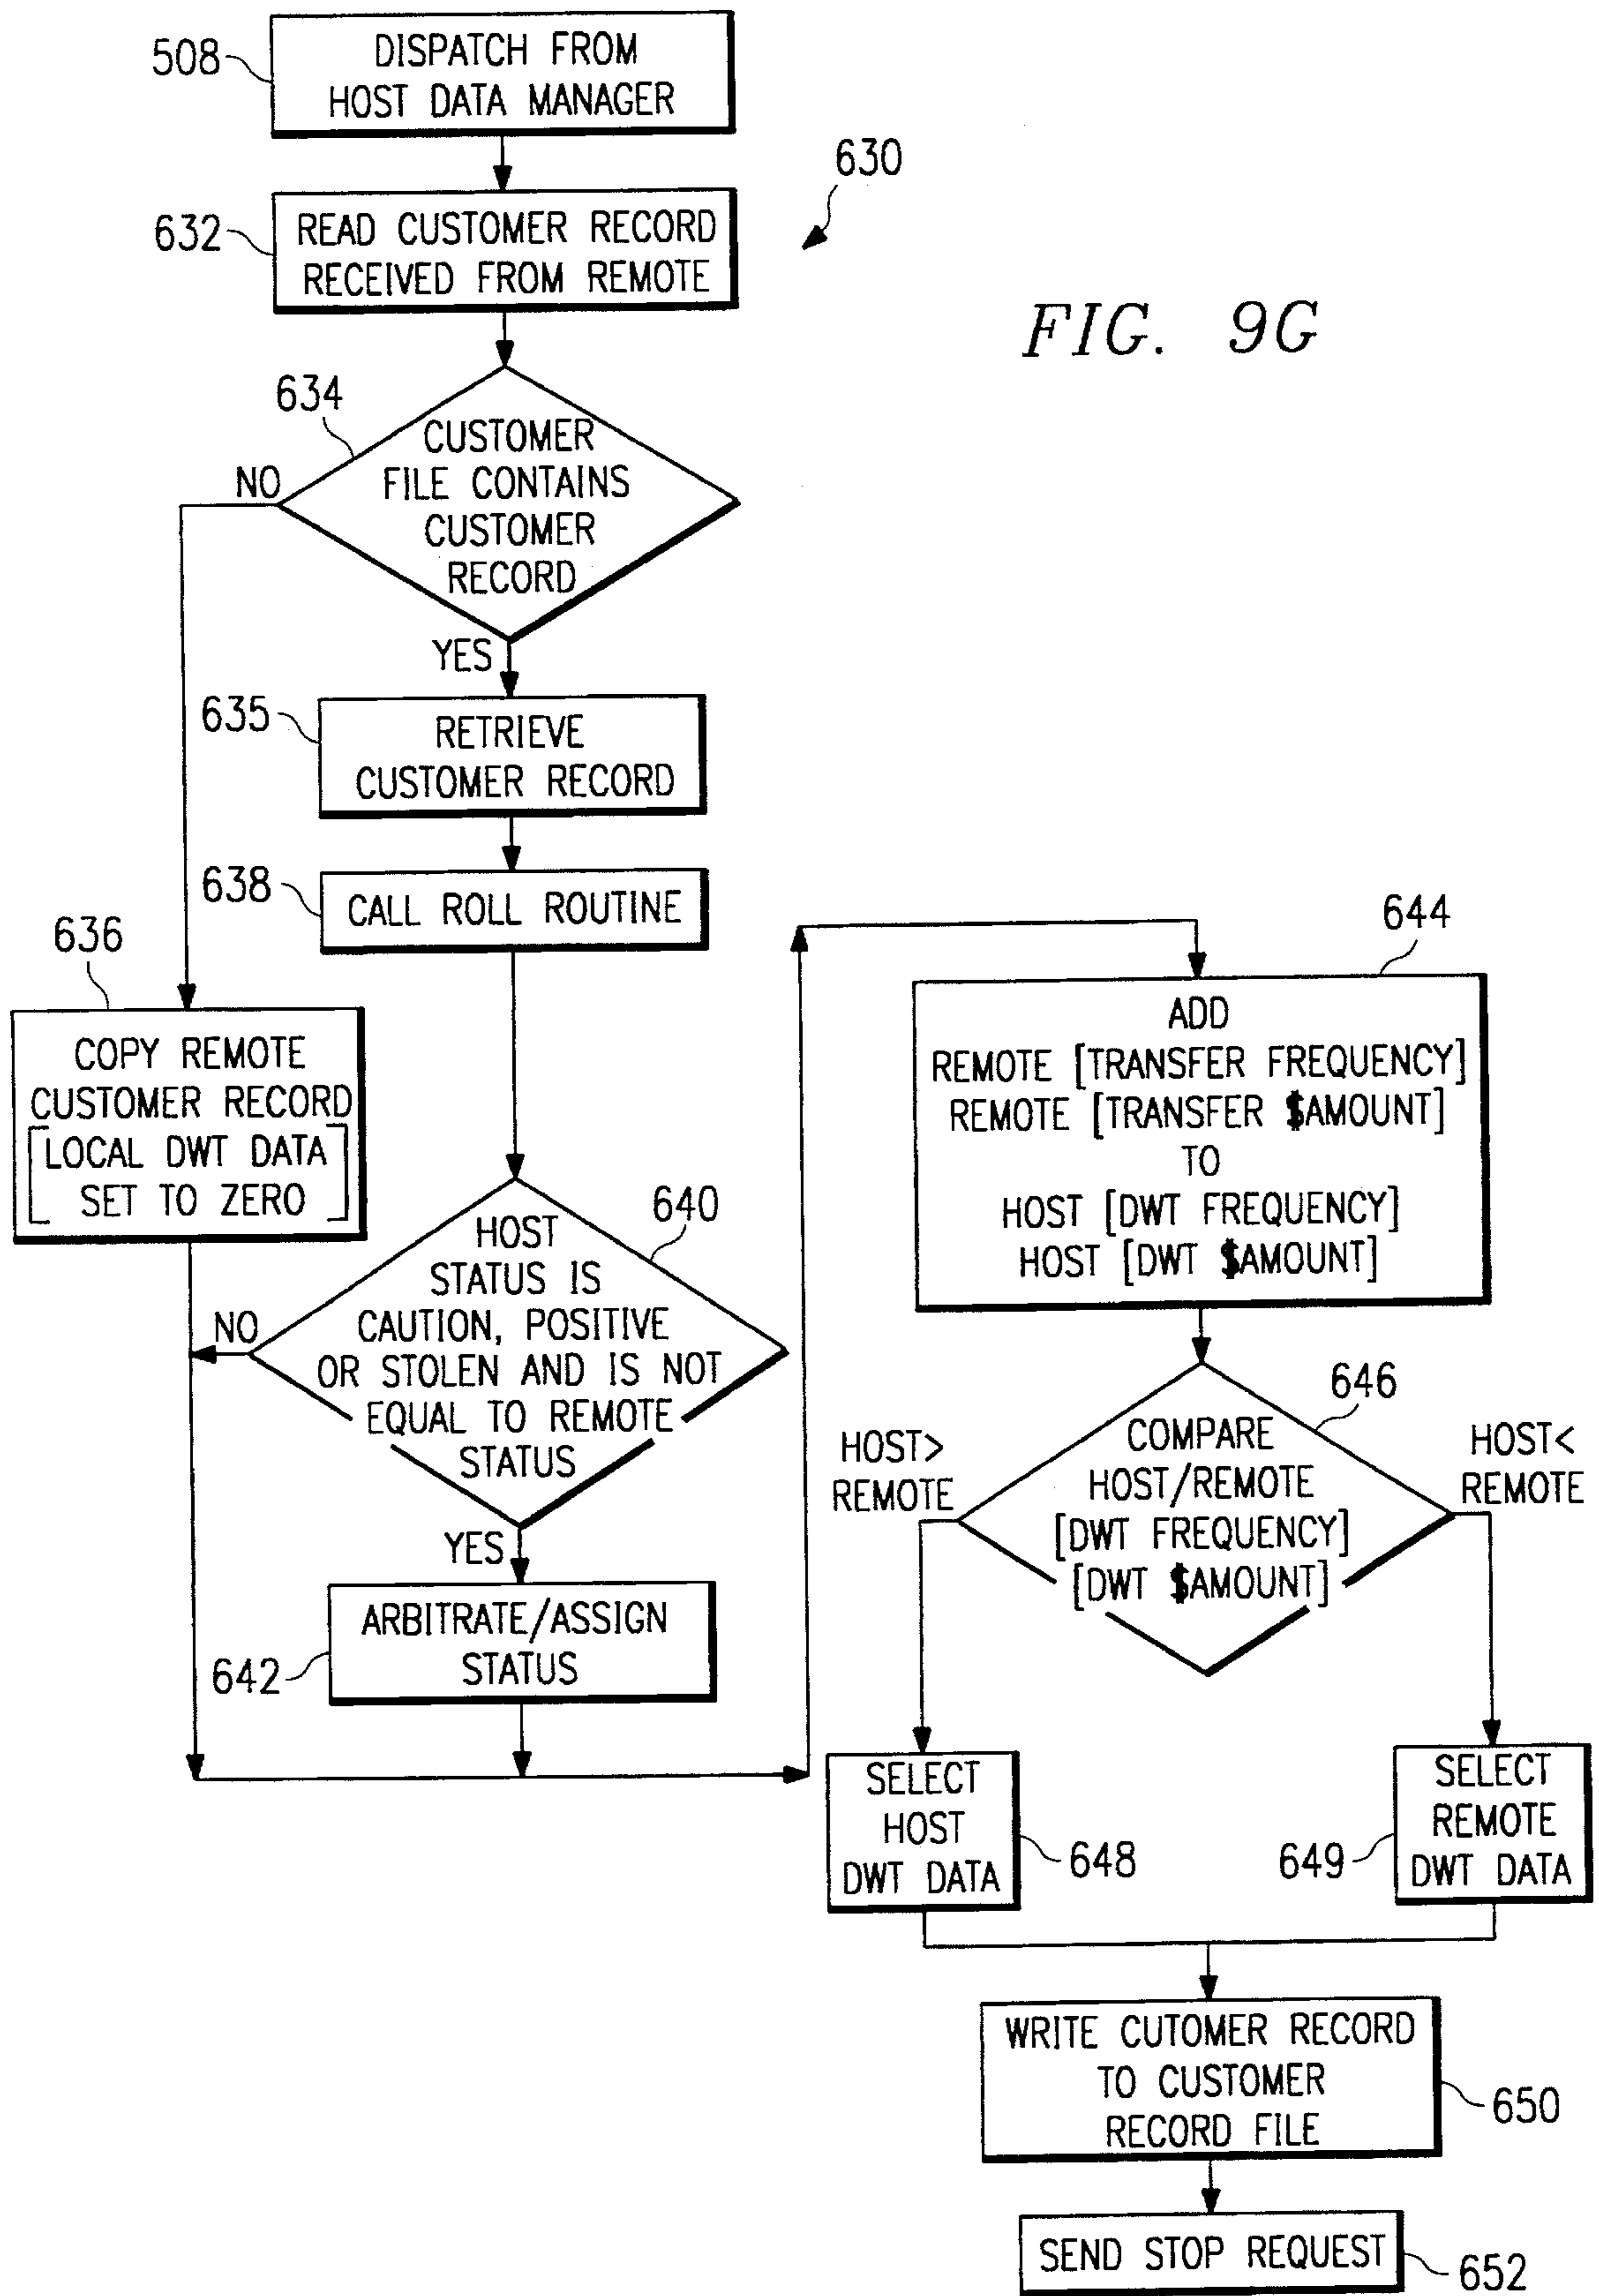 508
DISPATCH FROM
HOST DATA MANAGER
630
632
READ CUSTOMER RECORD
RECEIVED FROM REMOTE
FIG. 9G
634
CUSTOMER
FILE CONTAINS
CUSTOMER
RECORD
NO
YES
635
RETRIEVE
CUSTOMER RECORD
638
CALL ROLL ROUTINE
636
COPY REMOTE
CUSTOMER RECORD
[LOCAL DWT DATA
SET TO ZERO]
640
HOST
STATUS IS
CAUTION, POSITIVE
OR STOLEN AND IS NOT
EQUAL TO REMOTE
STATUS
NO
YES
ARBITRATE/ASSIGN
STATUS
642
644
ADD
REMOTE [TRANSFER FREQUENCY]
REMOTE [TRANSFER $AMOUNT]
TO
HOST [DWT FREQUENCY]
HOST [DWT $AMOUNT]
646
COMPARE
HOST/REMOTE
[DWT FREQUENCY]
[DWT $AMOUNT]
HOST>
REMOTE
HOST<
REMOTE
SELECT
HOST
DWT DATA
648
SELECT
REMOTE
DWT DATA
649
WRITE CUTOMER RECORD
TO CUSTOMER
RECORD FILE
650
SEND STOP REQUEST
652